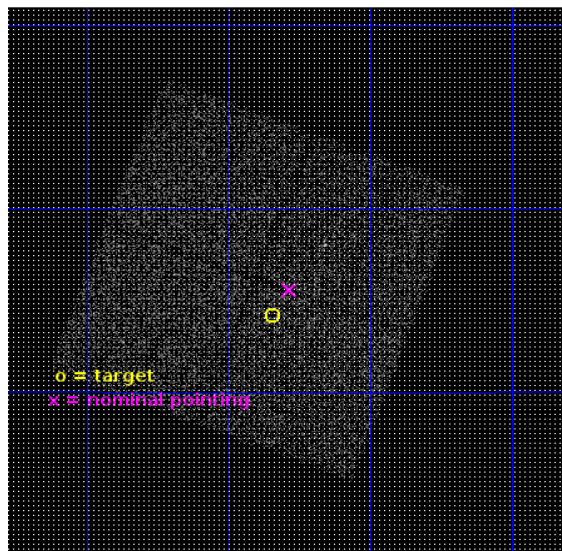 o = target
x = nominal pointing